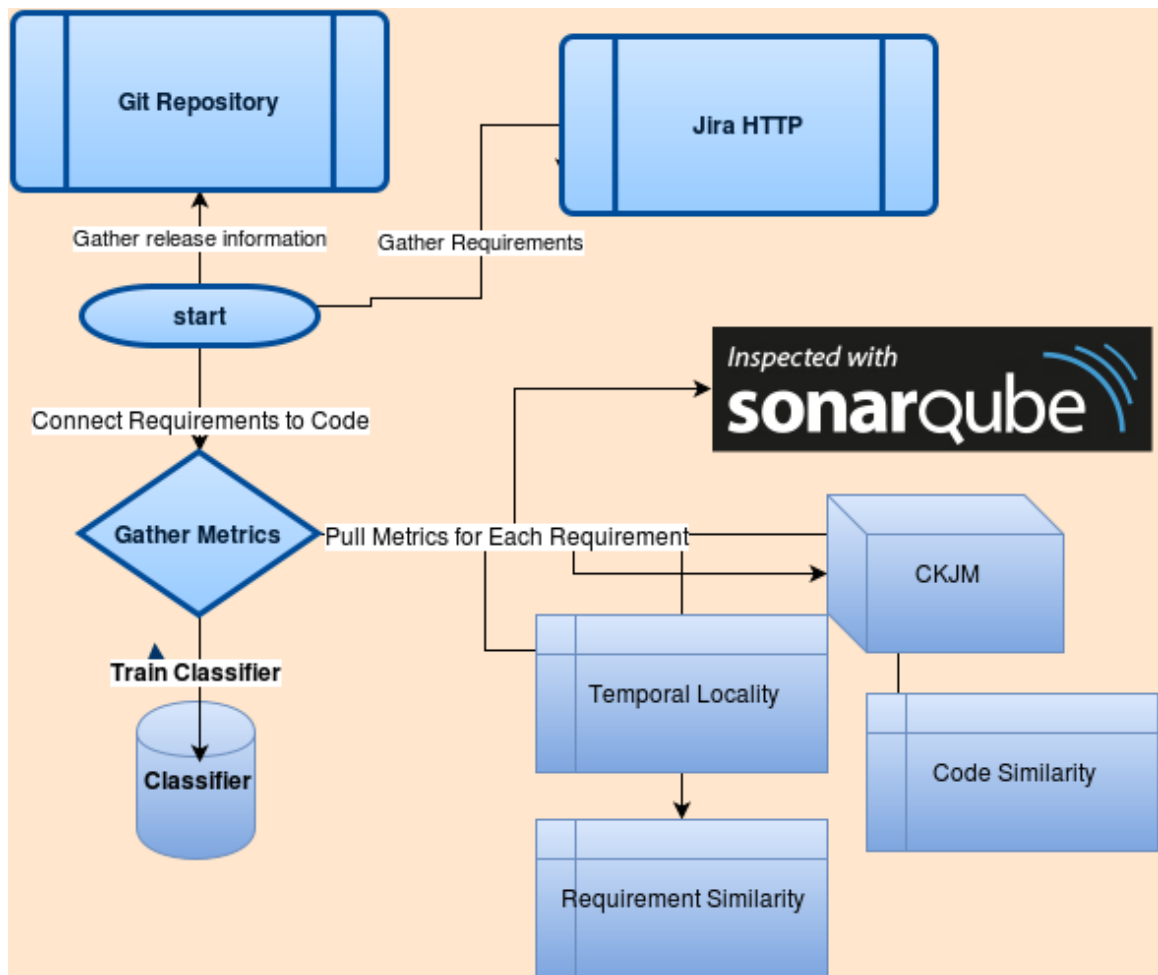 Git Repository
Jira HTTP
Gather release information
Gather Requirements
start
Inspected with
sonarqube
Connect Requirements to Code
Gather Metrics
Pull Metrics for Each Requirement
CKJM
Train Classifier
Temporal Locality
Classifier
Code Similarity
Requirement Similarity